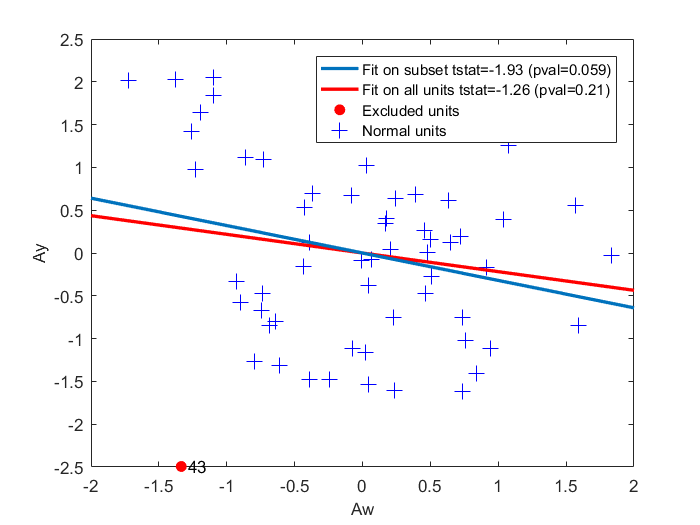 2.5
2
1.5
1
0.5
0
-0.5
-1
-1.5
-2
-2.5
Ay
Fit on subset tstat=-1.93 (pval=0.059)
Fit on all units tstat=-1.26 (pval=0.21)
Excluded units
Normal units
43
-2 -1.5 -1 -0.5 0 0.5 1 1.5 2
Aw